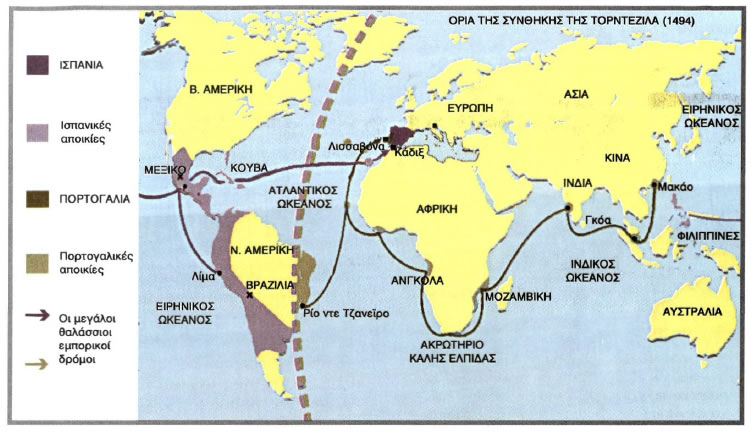 ΟΡΙΑ ΤΗΣ ΣΥΝΘΗΚΗΣ ΤΗΣ ΤΟΡΝΤΕΖΙΛΑ (1494)
ΙΣΠΑΝΙΑ
Ισπανικές
αποικίες
ΠΟΡΤΟΓΑΛΙΑ
Πορτογαλικές
αποικίες
Οι μεγάλοι
θαλάσσιοι
εμπορικοί
δρόμοι
Β. ΑΜΕΡΙΚΗ
ΜΕΞΙΚΟ
ΚΟΥΒΑ
ΑΤΛΑΝΤΙΚΟΣ
ΩΚΕΑΝΟΣ
Ν. ΑΜΕΡΙΚΗ
Λίμα
ΒΡΑΖΙΛΙΑ
ΕΙΡΗΝΙΚΟΣ
ΩΚΕΑΝΟΣ
Ρίο ντε Τζανεϊρο
ΕΥΡΩΠΗ
Λισσαβόνα
Κάδιξ
ΑΦΡΙΚΗ
ΑΝΓΚΟΛΑ
ΜΟΖΑΜΒΙΚΗ
ΑΚΡΩΤΗΡΙΟ
ΚΑΛΗΣ ΕΛΠΙΔΑΣ
ΑΣΙΑ
ΕΙΡΗΝΙΚΟΣ
ΩΚΕΑΝΟΣ
ΚΙΝΑ
ΙΝΔΙΑ
Μακάο
Γκόα
ΦΙΛΙΠΠΙΝΕΣ
ΙΝΔΙΚΟΣ
ΩΚΕΑΝΟΣ
ΑΥΣΤΡΑΛΙΑ